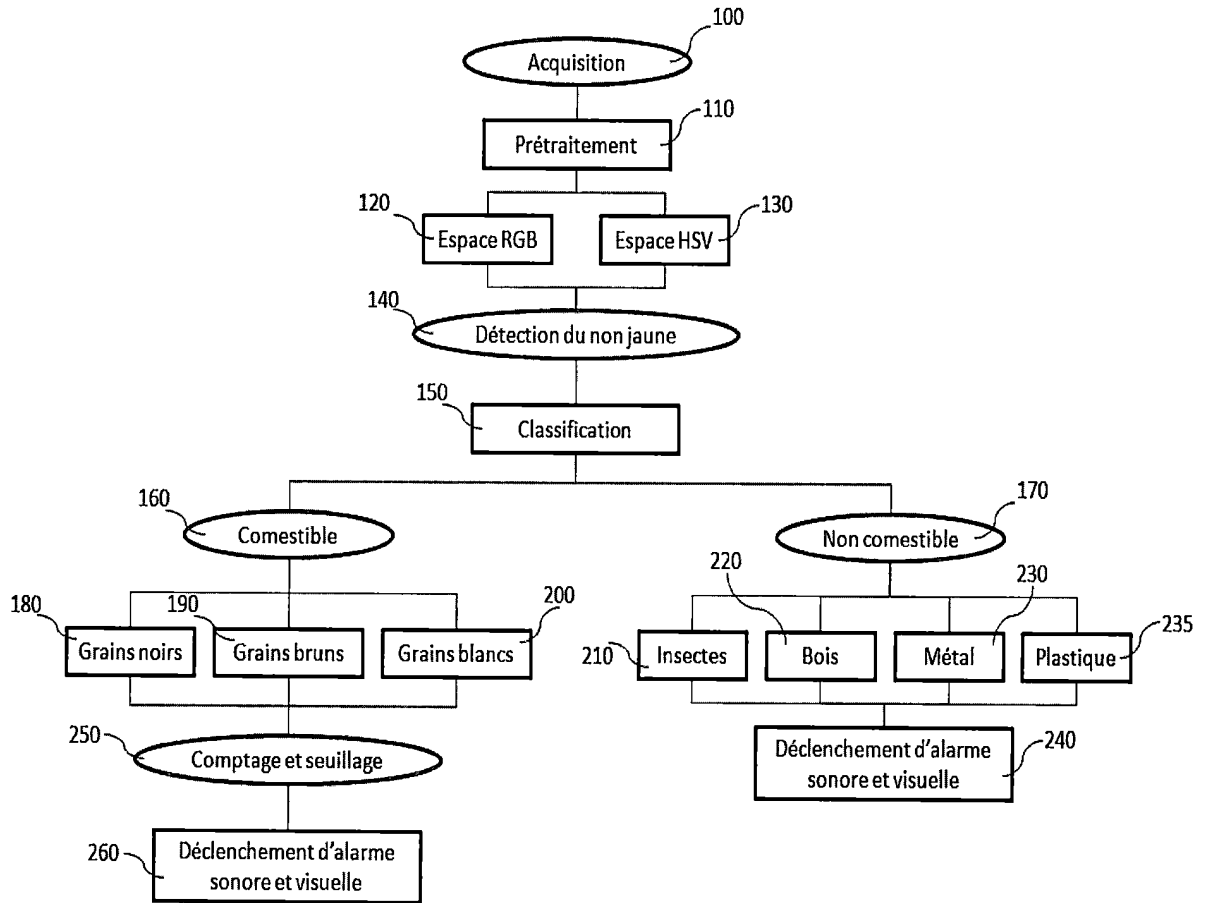 100
Acquisition
110
Prétraitement
120
Espace RGB
130
Espace HSV
140
Détection du non jaune
150
Classification
160
Comestible
170
Non comestible
180
Grains noirs
190
Grains bruns
200
Grains blancs
210
Insectes
220
Bois
230
Métal
235
Plastique
250
Comptage et seuillage
240
Déclenchement d'alarme
sonore et visuelle
260
Déclenchement d'alarme
sonore et visuelle